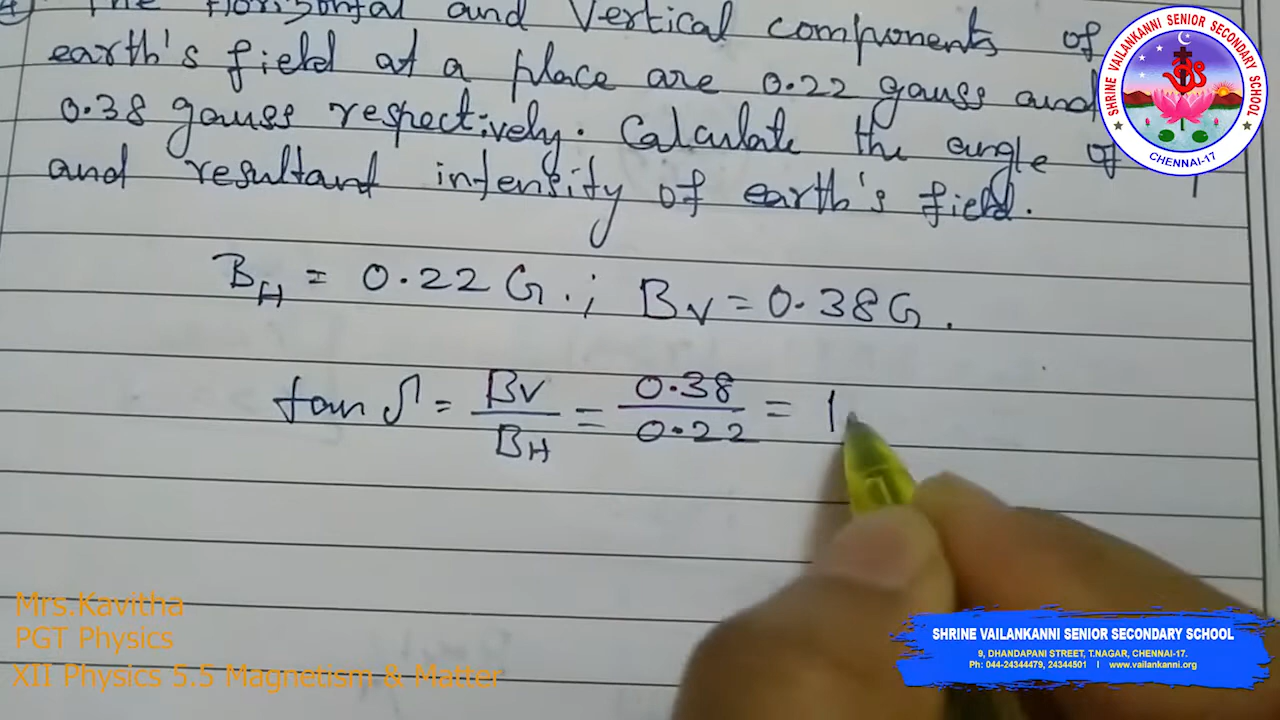 The Horizontal and Vertical components of
earth's field at a place are 0.22 gauss and
0.38 gauss respectively. Calculate the angle of
and resultant intensity of earth's field.
B_H = 0.22 G. ; B_V = 0.38 G.
tan δ = B_V / B_H = 0.38 / 0.22 = 1.
SHRINE VAILANKANNI SENIOR SECONDARY SCHOOL
CHENNAI-17
Mrs.Kavitha
PGT Physics
XII Physics 5.5 Magnetism & Matter
SHRINE VAILANKANNI SENIOR SECONDARY SCHOOL
9, DHANDAPANI STREET, T.NAGAR, CHENNAI-17.
Ph: 044-24344479, 24344501 | www.vailankanni.org